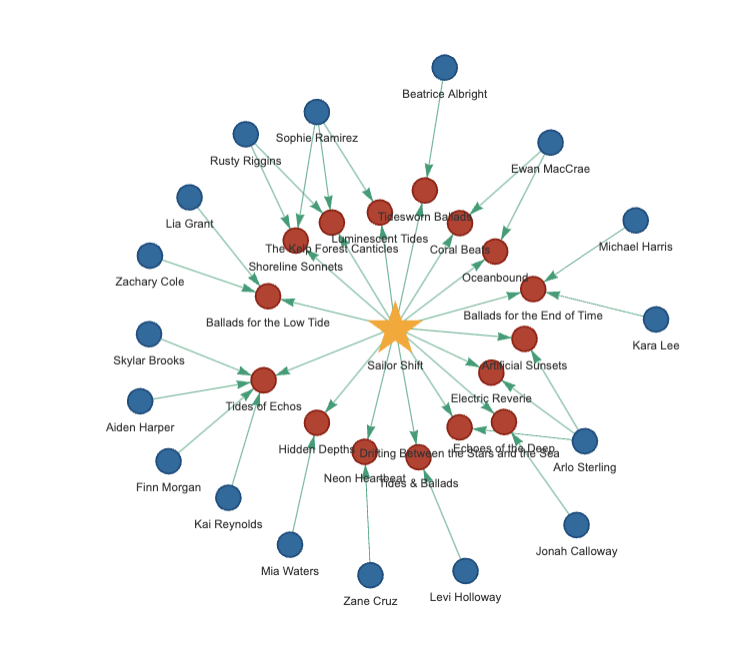 Beatrice Albright
Sophie Ramirez
Rusty Riggins
Ewan MacCrae
Lia Grant
Tidesworn Ballads
Luminescent Tides
Michael Harris
The Kelp Forest Canticles
Coral Beats
Shoreline Sonnets
Oceanbound
Zachary Cole
Ballads for the Low Tide
Ballads for the End of Time
Kara Lee
Skylar Brooks
Sailor Shift
Artificial Sunsets
Electric Reverie
Tides of Echos
Aiden Harper
Hidden Depths
Echoes of the Deep
Drifting Between the Stars and the Sea
Arlo Sterling
Neon Heartbeat
Tides & Ballads
Finn Morgan
Kai Reynolds
Jonah Calloway
Mia Waters
Levi Holloway
Zane Cruz